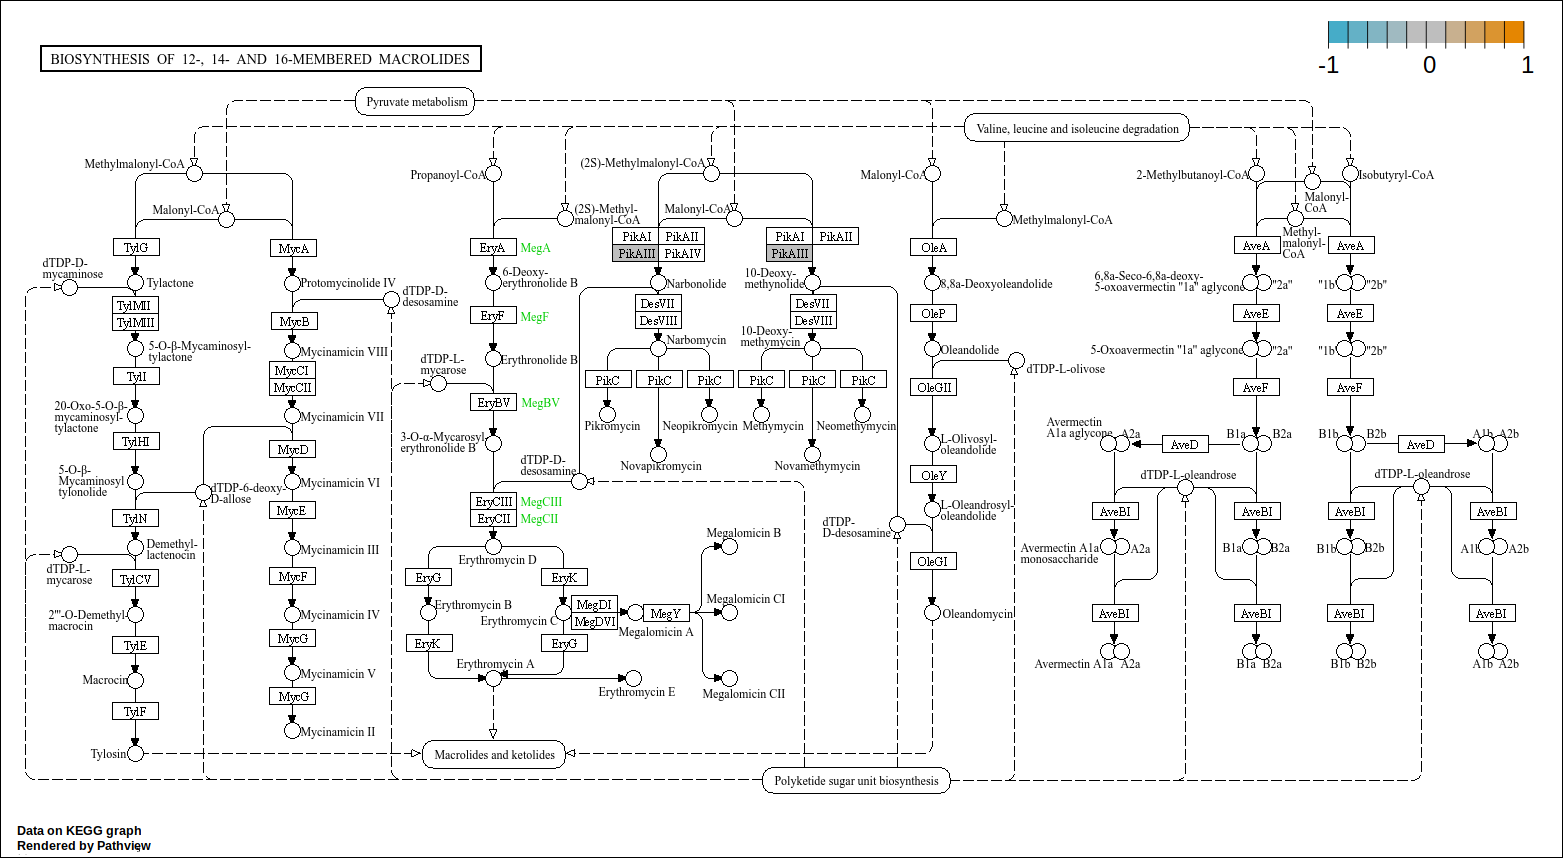 -1 0 1
BIOSYNTHESIS OF 12-, 14- AND 16-MEMBERED MACROLIDES
Pyruvate metabolism
Valine, leucine and isoleucine degradation
Methylmalonyl-CoA
Malonyl-CoA
TylG
dTDP-D-
mycaminose
Tylactone
TylMII
TylMIII
5-O-β-Mycaminosyl-
tylactone
TylI
20-Oxo-5-O-β-
mycaminosyl-
tylactone
TylHI
5-O-β-
Mycaminosyl
tylonolide
dTDP-6-deoxy-
D-allose
TylN
Demethyl-
lactenocin
dTDP-L-
mycarose
TylCV
2'''-O-Demethyl-
macrocin
TylE
Macrocin
TylF
Tylosin
MycA
Protomycinolide IV
dTDP-D-
desosamine
MycB
Mycinamicin VIII
MycCI
MycCII
Mycinamicin VII
MycD
Mycinamicin VI
MycE
Mycinamicin III
MycF
Mycinamicin IV
MycG
Mycinamicin V
MycG
Mycinamicin II
Propanoyl-CoA
(2S)-Methyl-
malonyl-CoA
EryA MegA
6-Deoxy-
erythronolide B
EryF MegF
Erythronolide B
dTDP-L-
mycarose
EryBV MegBV
3-O-α-Mycarosyl-
erythronolide B
dTDP-D-
desosamine
EryCIII MegCIII
EryCII MegCII
Erythromycin D
EryG
EryK
Erythromycin B
Erythromycin C
EryK
EryG
MegDI
MegDVI
Megalomicin A
MegY
Megalomicin B
Megalomicin CI
Megalomicin CII
Erythromycin A
Erythromycin E
Macrolides and ketolides
(2S)-Methylmalonyl-CoA
Malonyl-CoA
PikAI PikAII
PikAIII PikAIV
Narbonolide
DesVII
DesVIII
Narbomycin
PikC PikC PikC
Pikromycin
Neopikromycin
Novapikromycin
PikAI PikAII
PikAIII
10-Deoxy-
methynolide
DesVII
DesVIII
10-Deoxy-
methymycin
PikC PikC PikC
Methymycin
Neomethymycin
Novamethymycin
Malonyl-CoA
Methylmalonyl-CoA
OleA
8,8a-Deoxyoleandolide
OleP
Oleandolide
dTDP-L-olivose
OleGII
L-Olivosyl-
oleandolide
OleY
L-Oleandrosyl-
oleandolide
dTDP-
D-desosamine
OleGI
Oleandomycin
Polyketide sugar unit biosynthesis
2-Methylbutanoyl-CoA
Isobutyryl-CoA
Malonyl-
CoA
Methyl-
malonyl-
CoA
AveA AveA
6,8a-Seco-6,8a-deoxy-
5-oxoavermectin "1a" aglycone "2a" "1b" "2b"
AveE AveE
5-Oxoavermectin "1a" aglycone "2a" "1b" "2b"
AveF AveF
Avermectin
A1a aglycone A2a
AveD
B1a B2a
B1b B2b
AveD
A1b A2b
dTDP-L-oleandrose
dTDP-L-oleandrose
AveBI AveBI AveBI AveBI
Avermectin A1a
monosaccharide
A2a
B1a B2a
B1b B2b
A1b A2b
AveBI AveBI AveBI AveBI
Avermectin A1a A2a
B1a B2a
B1b B2b
A1b A2b
Data on KEGG graph
Rendered by Pathview